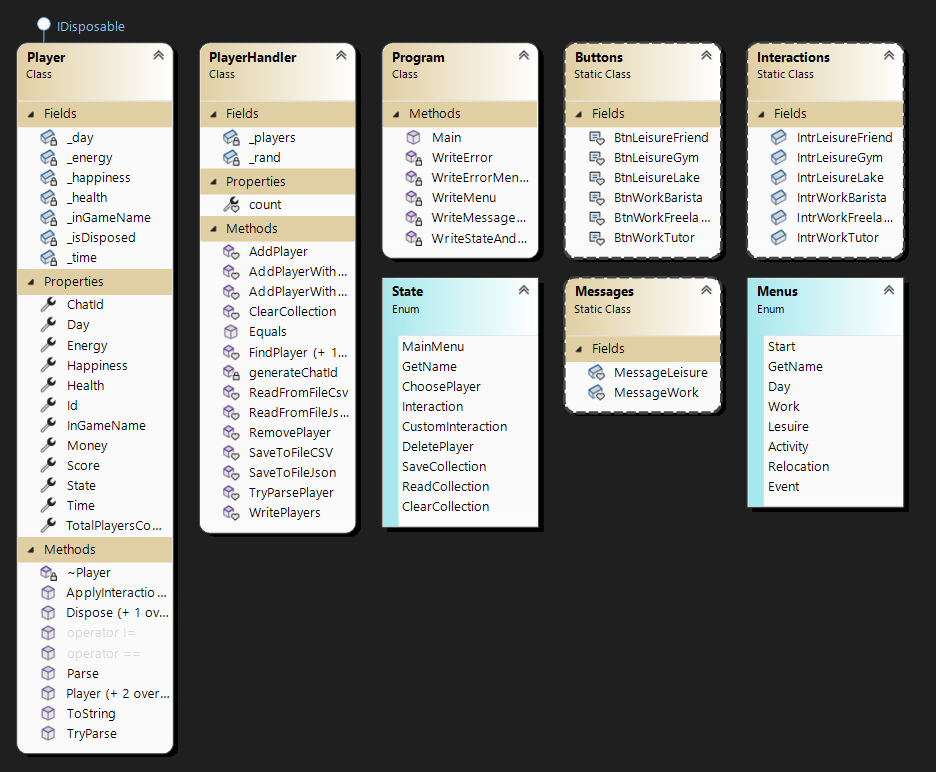 IDisposable
Player
Class
Fields
_day
_energy
_happiness
_health
_inGameName
_isDisposed
_time
Properties
ChatId
Day
Energy
Happiness
Health
Id
InGameName
Money
Score
State
Time
TotalPlayersCo...
Methods
~Player
ApplyInteractio...
Dispose (+ 1 ov...
operator !=
operator ==
Parse
Player (+ 2 over...
ToString
TryParse
PlayerHandler
Class
Fields
_players
_rand
Properties
count
Methods
AddPlayer
AddPlayerWith...
AddPlayerWith...
ClearCollection
Equals
FindPlayer (+ 1...
generateChatId
ReadFromFileCsv
ReadFromFileJs...
RemovePlayer
SaveToFileCSV
SaveToFileJson
TryParsePlayer
WritePlayers
Program
Class
Methods
Main
WriteError
WriteErrorMen...
WriteMenu
WriteMessage...
WriteStateAnd...
State
Enum
MainMenu
GetName
ChoosePlayer
Interaction
CustomInteraction
DeletePlayer
SaveCollection
ReadCollection
ClearCollection
Buttons
Static Class
Fields
BtnLeisureFriend
BtnLeisureGym
BtnLeisureLake
BtnWorkBarista
BtnWorkFreela...
BtnWorkTutor
Messages
Static Class
Fields
MessageLeisure
MessageWork
Interactions
Static Class
Fields
IntrLeisureFriend
IntrLeisureGym
IntrLeisureLake
IntrWorkBarista
IntrWorkFreela...
IntrWorkTutor
Menus
Enum
Start
GetName
Day
Work
Lesuire
Activity
Relocation
Event